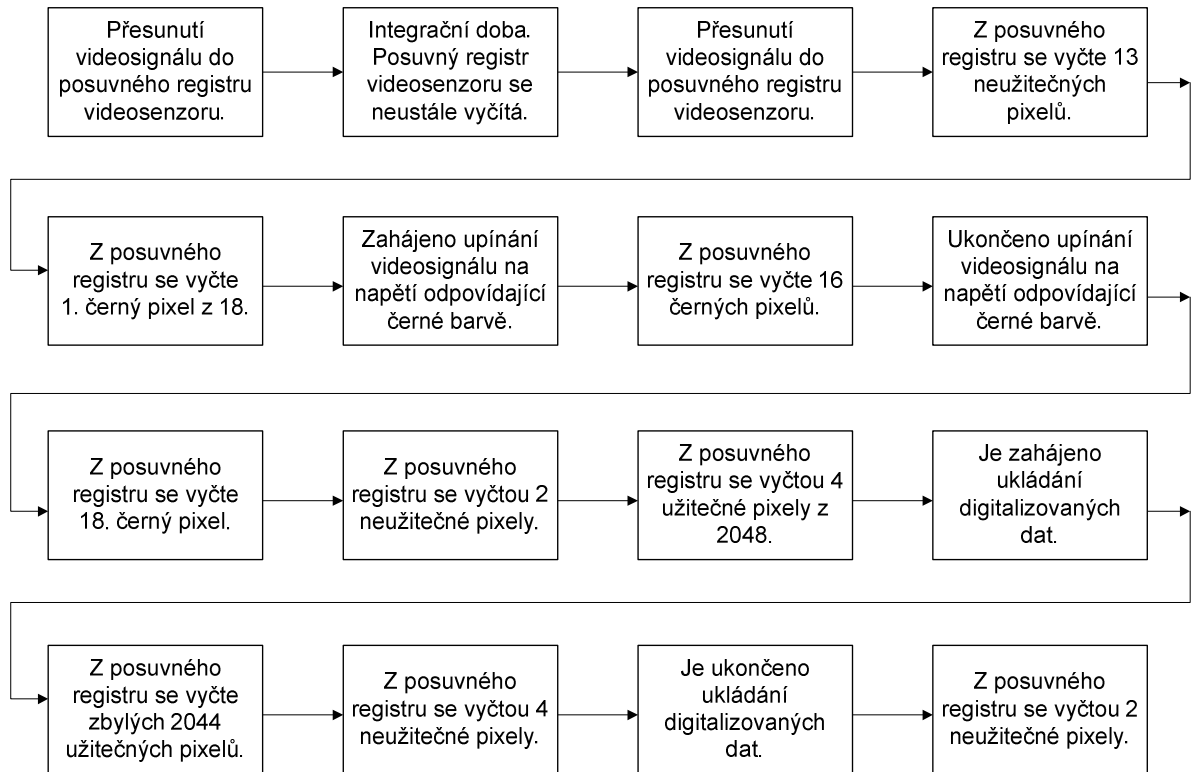 Přesunutí
videosignálu do
posuvného registru
videosenzoru.
Integrační doba.
Posuvný registr
videosenzoru se
neustále vyčítá.
Přesunutí
videosignálu do
posuvného registru
videosenzoru.
Z posuvného
registru se vyčte 13
neužitečných
pixelů.
Z posuvného
registru se vyčte
1. černý pixel z 18.
Zahájeno upínání
videosignálu na
napětí odpovídající
černé barvě.
Z posuvného
registru se vyčte 16
černých pixelů.
Ukončeno upínání
videosignálu na
napětí odpovídající
černé barvě.
Z posuvného
registru se vyčte
18. černý pixel.
Z posuvného
registru se vyčtou 2
neužitečné pixely.
Z posuvného
registru se vyčtou 4
užitečné pixely z
2048.
Je zahájeno
ukládání
digitalizovaných
dat.
Z posuvného
registru se vyčte
zbylých 2044
užitečných pixelů.
Z posuvného
registru se vyčtou 4
neužitečné pixely.
Je ukončeno
ukládání
digitalizovaných
dat.
Z posuvného
registru se vyčtou 2
neužitečné pixely.